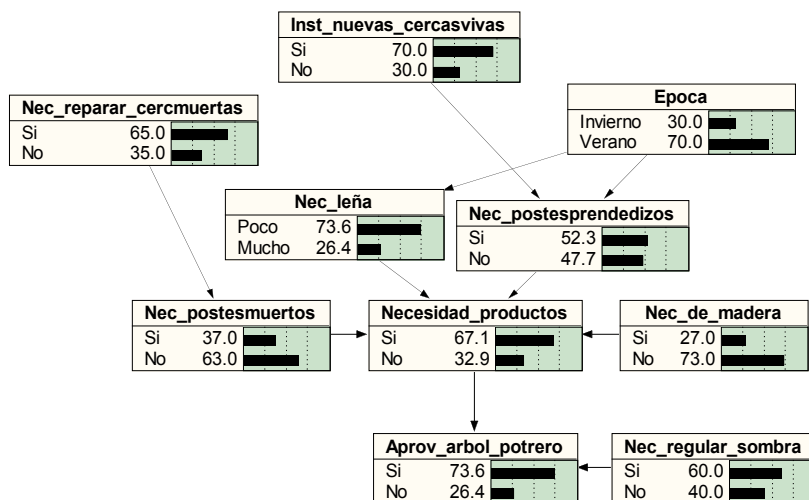 Inst_nuevas_cercasvivas
Si 70.0
No 30.0
Epoca
Invierno 30.0
Verano 70.0
Nec_reparar_cercmuertas
Si 65.0
No 35.0
Nec_leña
Poco 73.6
Mucho 26.4
Nec_postesprendedizos
Si 52.3
No 47.7
Nec_postesmuertos
Si 37.0
No 63.0
Necesidad_productos
Si 67.1
No 32.9
Nec_de_madera
Si 27.0
No 73.0
Aprov_arbol_potrero
Si 73.6
No 26.4
Nec_regular_sombra
Si 60.0
No 40.0